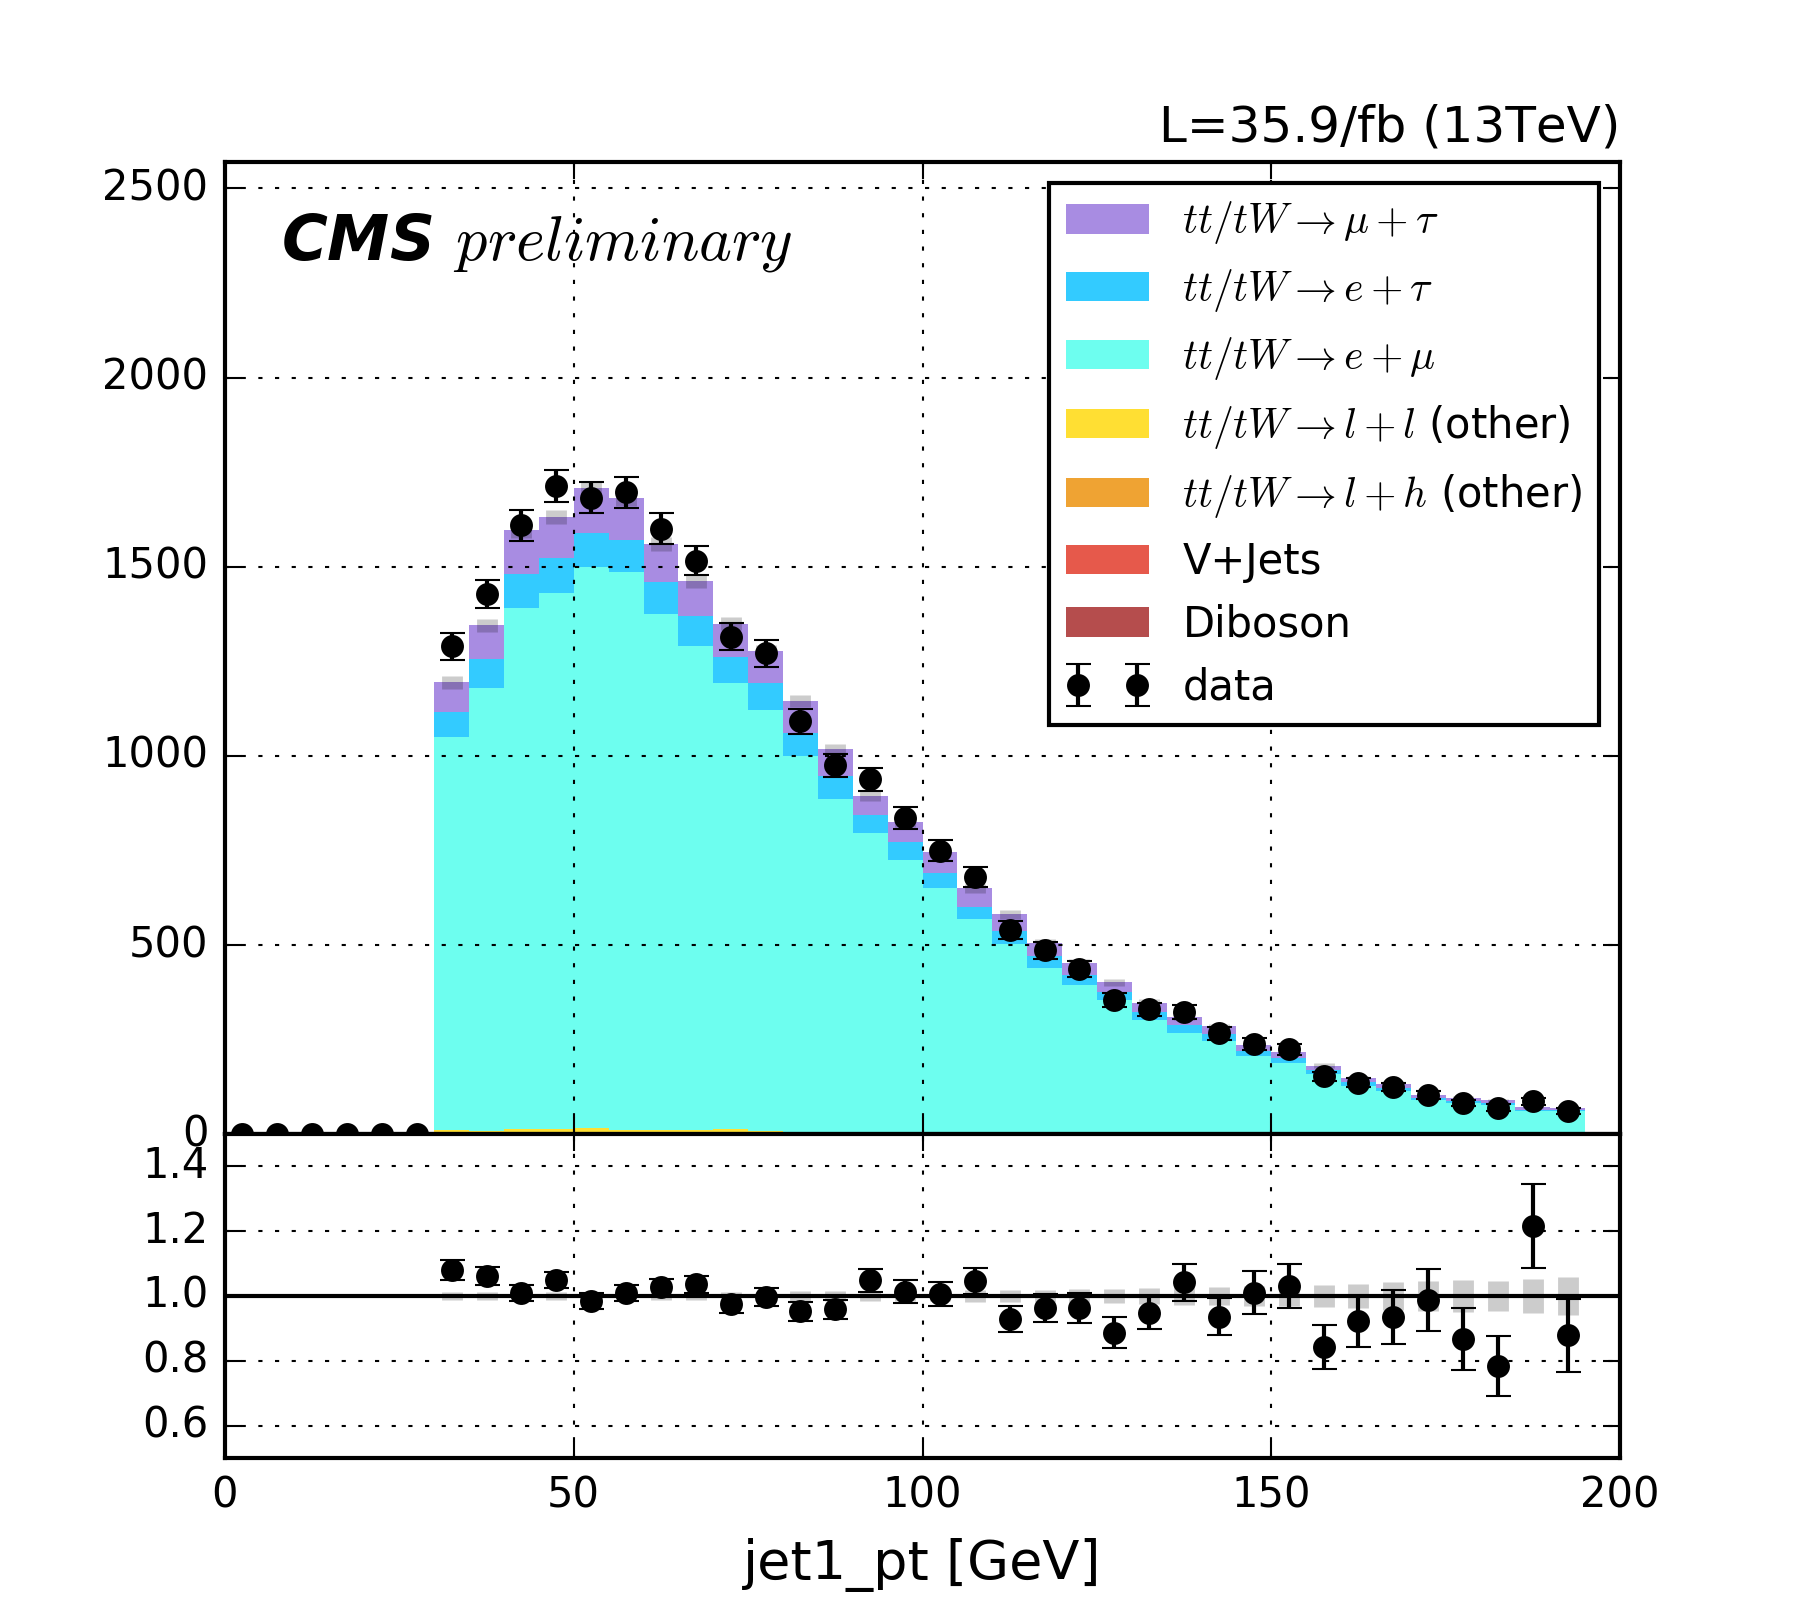 L=35.9/fb (13TeV)
CMS preliminary
2500
2000
1500
1000
500
0
tt/tW → μ + τ
tt/tW → e + τ
tt/tW → e + μ
tt/tW → l + l (other)
tt/tW → l + h (other)
V+Jets
Diboson
data
1.4
1.2
1.0
0.8
0.6
0 50 100 150 200
jet1_pt [GeV]